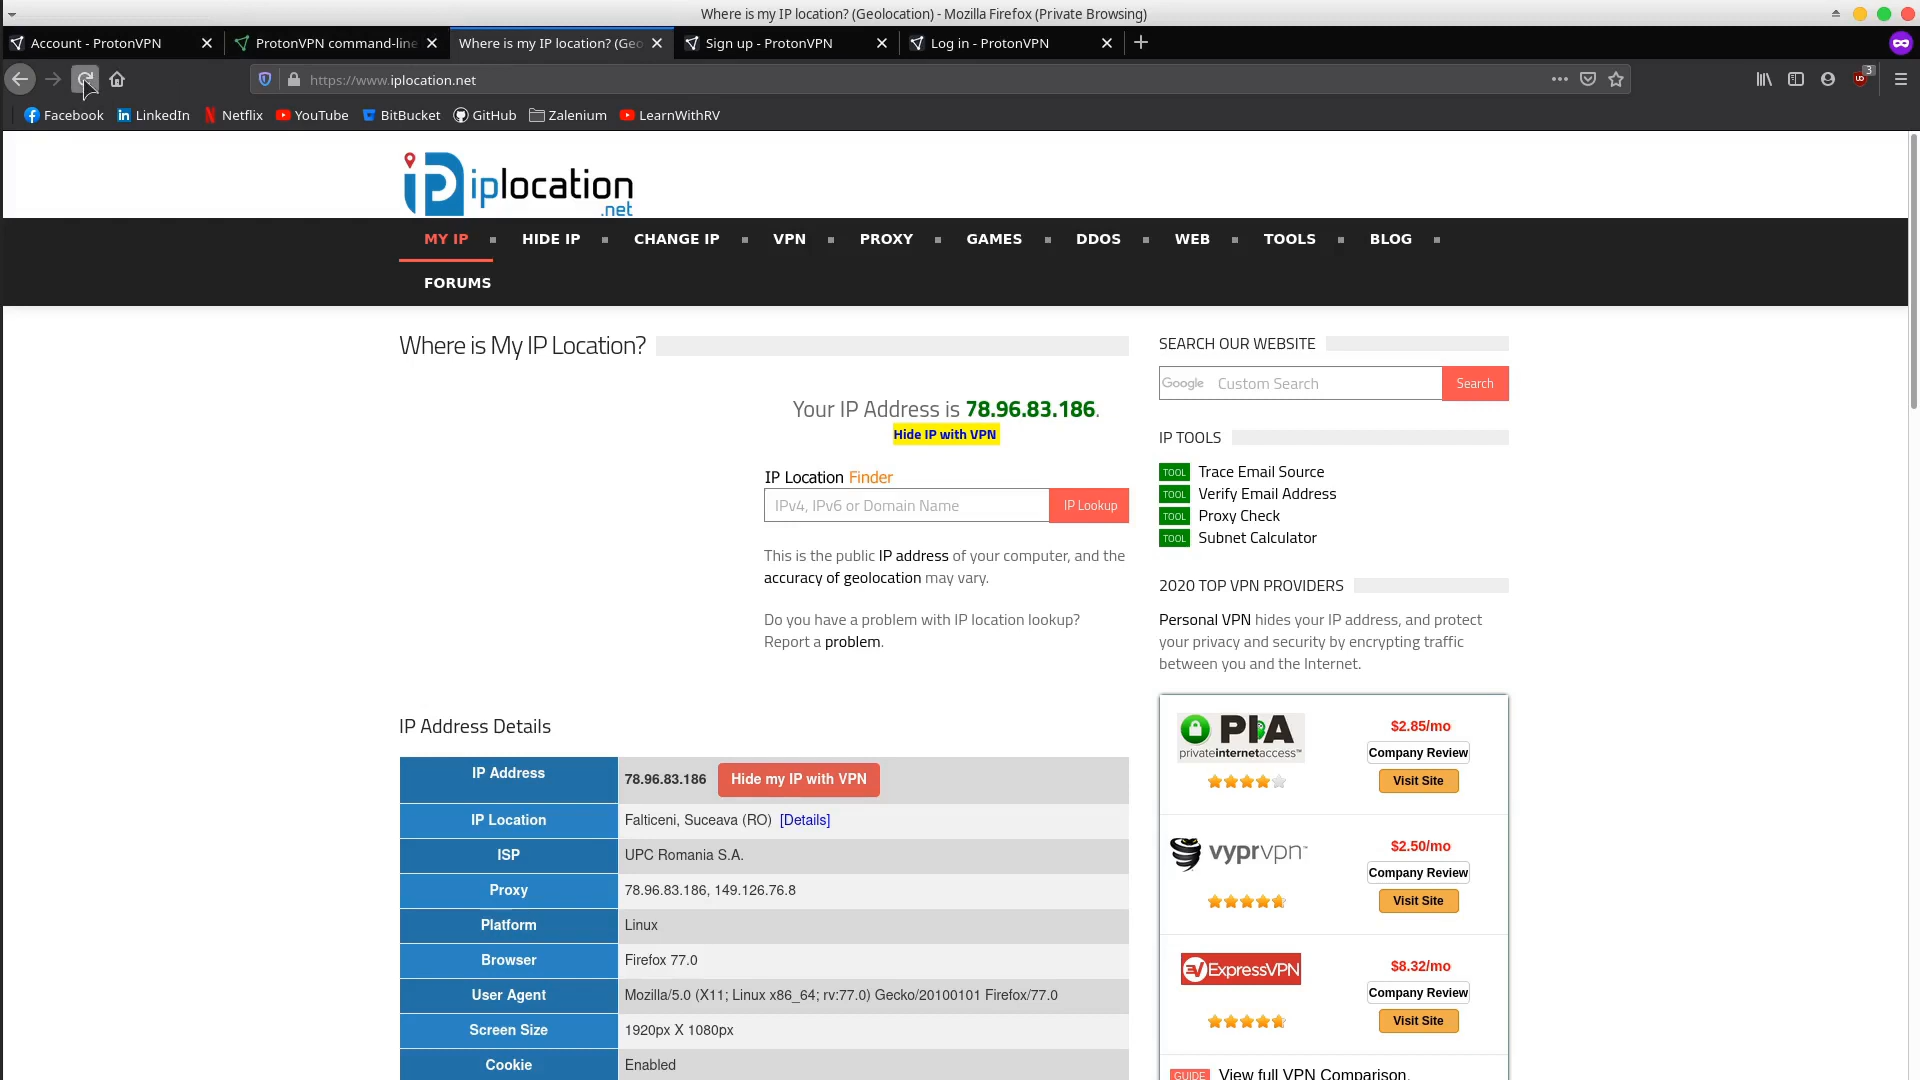 Where is my IP location? (Geolocation) - Mozilla Firefox (Private Browsing)
Account - ProtonVPN
ProtonVPN command-line
Where is my IP location? (Geo
Sign up - ProtonVPN
Log in - ProtonVPN
https://www.iplocation.net
3
Facebook
LinkedIn
Netflix
YouTube
BitBucket
GitHub
Zalenium
LearnWithRV
iP iplocation
.net
MY IP
HIDE IP
CHANGE IP
VPN
PROXY
GAMES
DDOS
WEB
TOOLS
BLOG
FORUMS
Where is My IP Location?
Your IP Address is 78.96.83.186.
Hide IP with VPN
IP Location Finder
IPv4, IPv6 or Domain Name
IP Lookup
This is the public IP address of your computer, and the
accuracy of geolocation may vary.
Do you have a problem with IP location lookup?
Report a problem.
IP Address Details
IP Address 78.96.83.186 Hide my IP with VPN
IP Location Falticeni, Suceava (RO) [Details]
ISP UPC Romania S.A.
Proxy 78.96.83.186, 149.126.76.8
Platform Linux
Browser Firefox 77.0
User Agent Mozilla/5.0 (X11; Linux x86_64; rv:77.0) Gecko/20100101 Firefox/77.0
Screen Size 1920px X 1080px
Cookie Enabled
SEARCH OUR WEBSITE
Google Custom Search
Search
IP TOOLS
TOOL Trace Email Source
TOOL Verify Email Address
TOOL Proxy Check
TOOL Subnet Calculator
2020 TOP VPN PROVIDERS
Personal VPN hides your IP address, and protect
your privacy and security by encrypting traffic
between you and the Internet.
PIA
privateinternetaccess™
$2.85/mo
Company Review
Visit Site
vyprvpn™
$2.50/mo
Company Review
Visit Site
ExpressVPN
$8.32/mo
Company Review
Visit Site
GUIDE View full VPN Comparison.